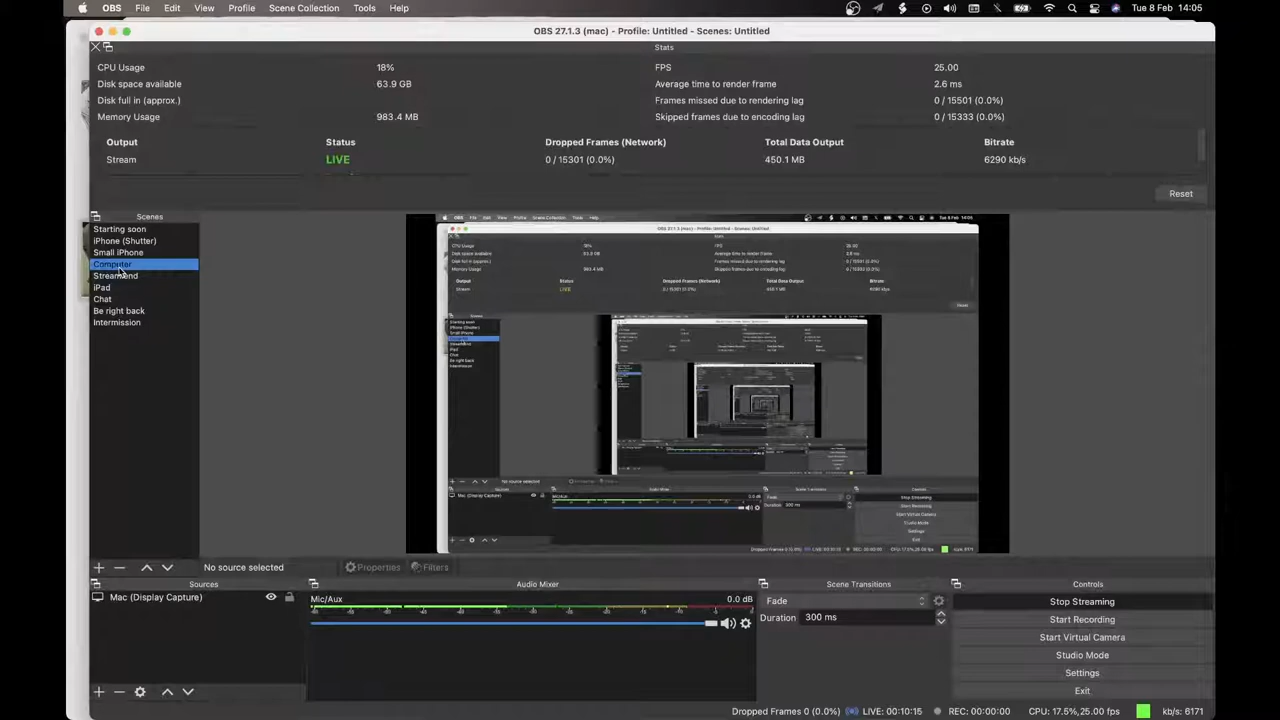 OBS File Edit View Profile Scene Collection Tools Help Tue 8 Feb 14:05
OBS 27.1.3 (mac) - Profile: Untitled - Scenes: Untitled
Stats
CPU Usage 18% FPS 25.00
Disk space available 63.9 GB Average time to render frame 2.6 ms
Disk full in (approx.) Frames missed due to rendering lag 0 / 15501 (0.0%)
Memory Usage 983.4 MB Skipped frames due to encoding lag 0 / 15333 (0.0%)
Output Status Dropped Frames (Network) Total Data Output Bitrate
Stream LIVE 0 / 15301 (0.0%) 450.1 MB 6290 kb/s
Reset
Scenes
Starting soon
iPhone (Shutter)
Small iPhone
Computer
Streamend
iPad
Chat
Be right back
Intermission
No source selected Properties Filters
Sources Audio Mixer Scene Transitions Controls
Mac (Display Capture) Mic/Aux 0.0 dB Fade Stop Streaming
Duration 300 ms Start Recording
Start Virtual Camera
Studio Mode
Settings
Exit
Dropped Frames 0 (0.0%) LIVE: 00:10:15 REC: 00:00:00 CPU: 17.5%, 25.00 fps kb/s: 6171